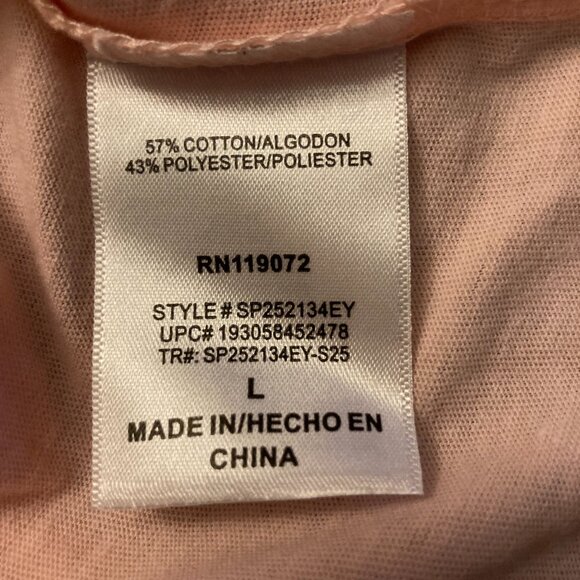 57% COTTON/ALGODON
43% POLYESTER/POLIESTER
RN119072
STYLE # SP252134EY
UPC# 193058452478
TR#: SP252134EY-S25
L
MADE IN/HECHO EN
CHINA